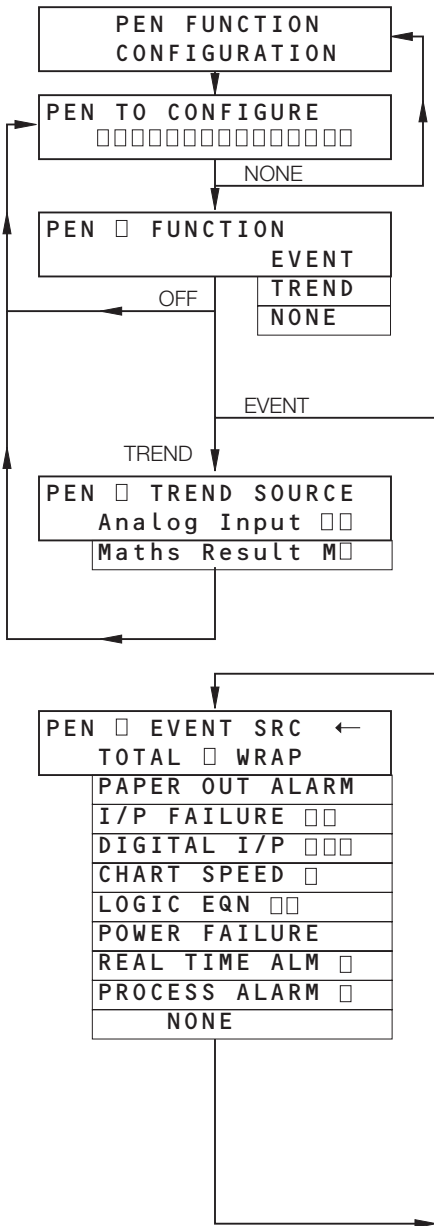 PEN FUNCTION
CONFIGURATION
PEN TO CONFIGURE
□□□□□□□□□□□□□□□
NONE
PEN □ FUNCTION
EVENT
TREND
NONE
OFF
EVENT
TREND
PEN □ TREND SOURCE
Analog Input □□
Maths Result M□
PEN □ EVENT SRC ←
TOTAL □ WRAP
PAPER OUT ALARM
I/P FAILURE □□
DIGITAL I/P □□□
CHART SPEED □
LOGIC EQN □□
POWER FAILURE
REAL TIME ALM □
PROCESS ALARM □
NONE